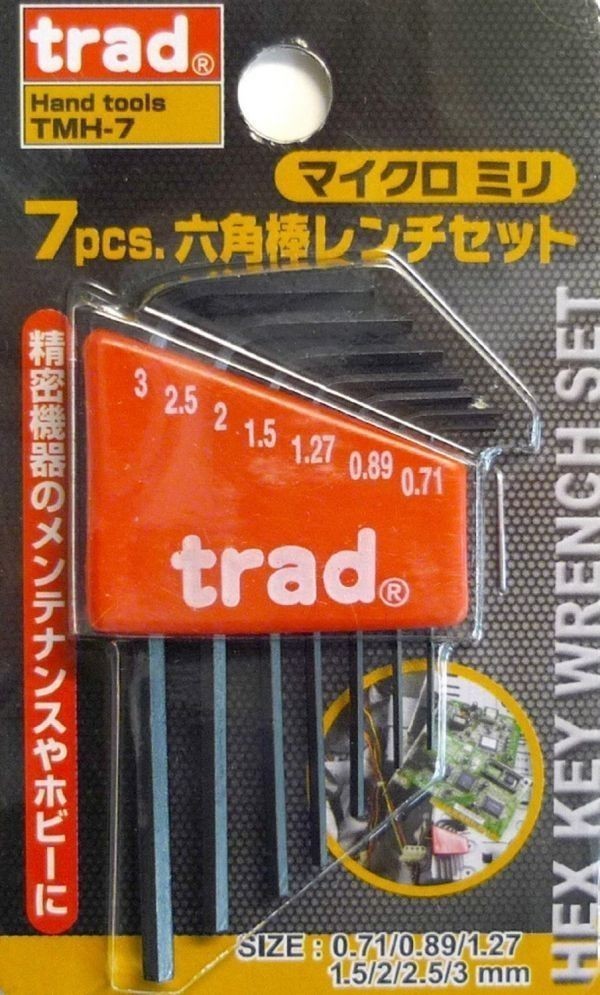 trad®
Hand tools
TMH-7
マイクロ ミリ
7pcs.六角棒レンチセット
精密機器のメンテナンスやホビーに
3 2.5 2 1.5 1.27 0.89 0.71
trad®
HEX KEY WRENCH SET
SIZE : 0.71/0.89/1.27
1.5/2/2.5/3 mm